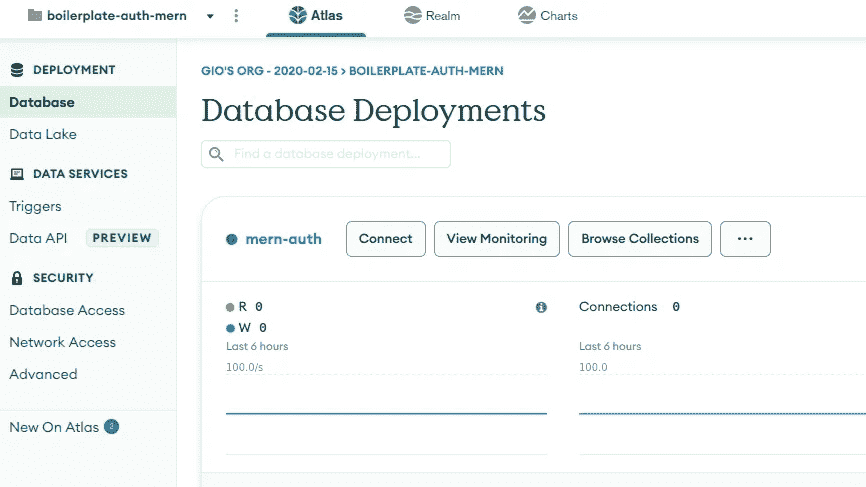 boilerplate-auth-mern
Atlas
Realm
Charts
DEPLOYMENT
Database
Data Lake
DATA SERVICES
Triggers
Data API PREVIEW
SECURITY
Database Access
Network Access
Advanced
New On Atlas 2
GIO'S ORG - 2020-02-15 > BOILERPLATE-AUTH-MERN
Database Deployments
Find a database deployment...
mern-auth
Connect
View Monitoring
Browse Collections
...
R 0
W 0
Last 6 hours
100.0/s
Connections 0
Last 6 hours
100.0